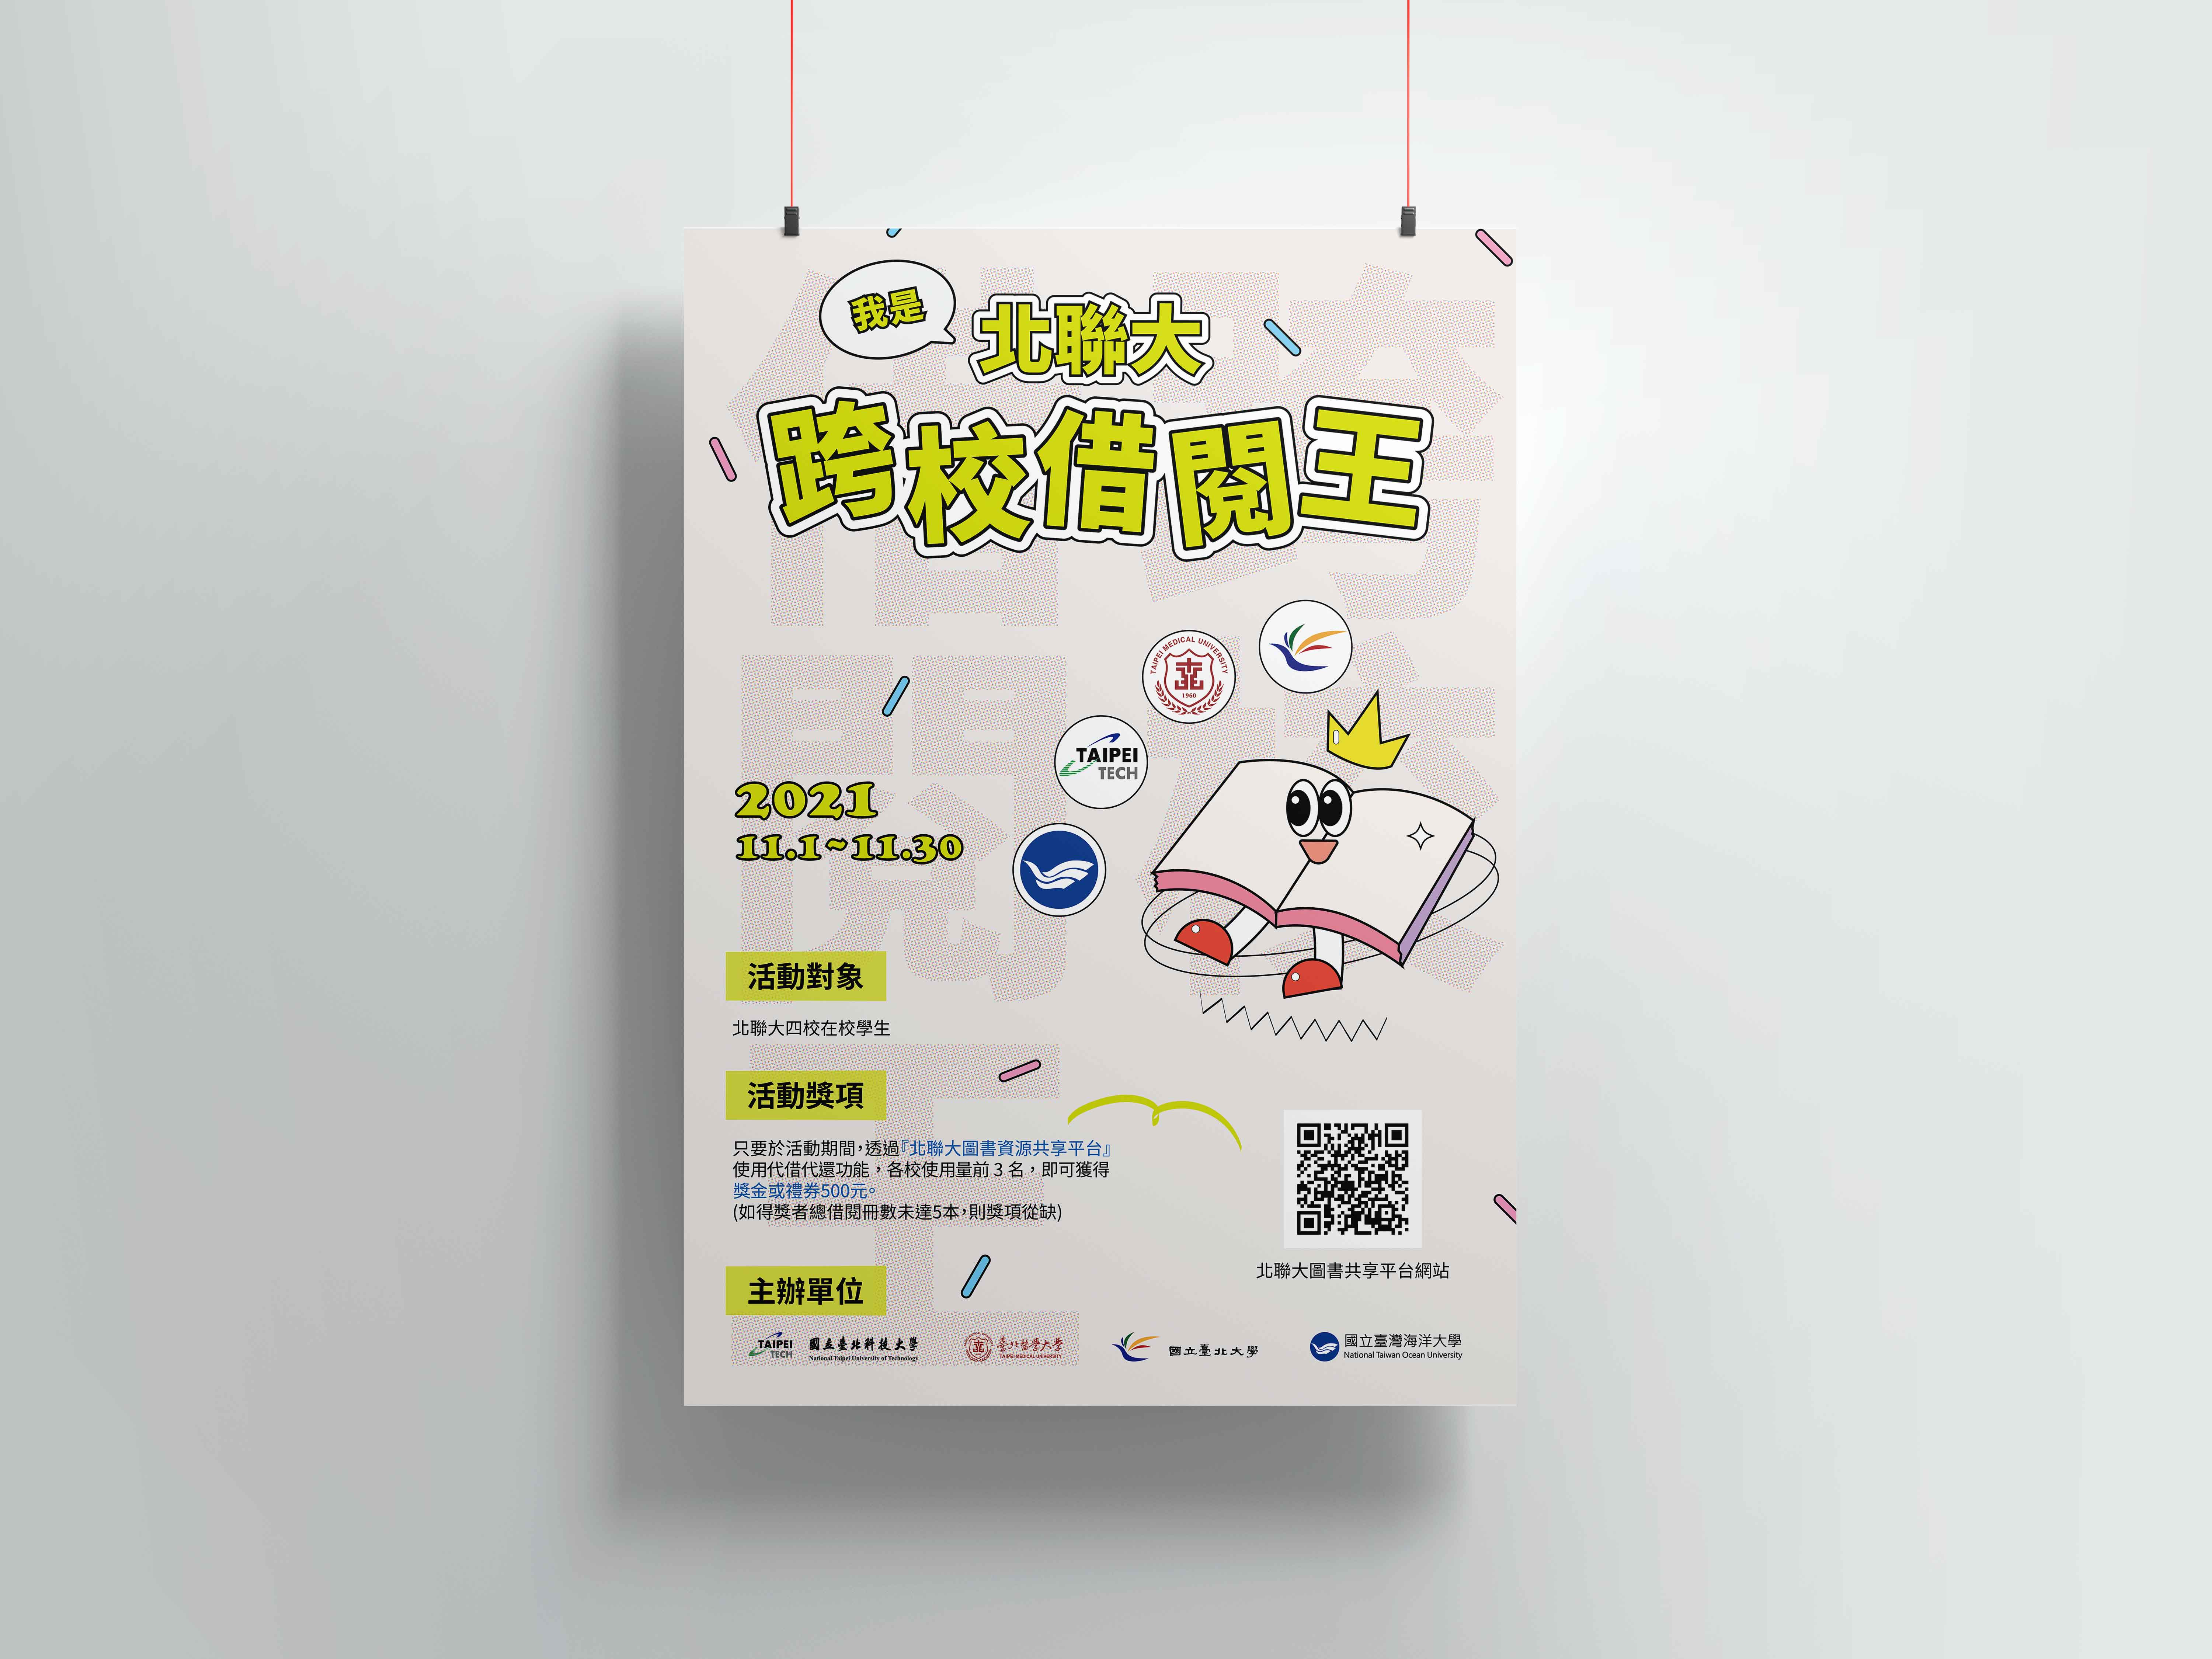 我是
北聯大
跨校借閱王
TAIPEI MEDICAL UNIVERSITY
1960
TAIPEI
TECH
2021
11.1~11.30
活動對象
北聯大四校在校學生
活動獎項
只要於活動期間,透過『北聯大圖書資源共享平台』
使用代借代還功能，各校使用量前3名，即可獲得
獎金或禮券500元。
(如得獎者總借閱冊數未達5本,則獎項從缺)
北聯大圖書共享平台網站
主辦單位
TAIPEI
TECH
國立臺北科技大學
National Taipei University of Technology
臺北醫學大學
TAIPEI MEDICAL UNIVERSITY
國立臺北大學
國立臺灣海洋大學
National Taiwan Ocean University